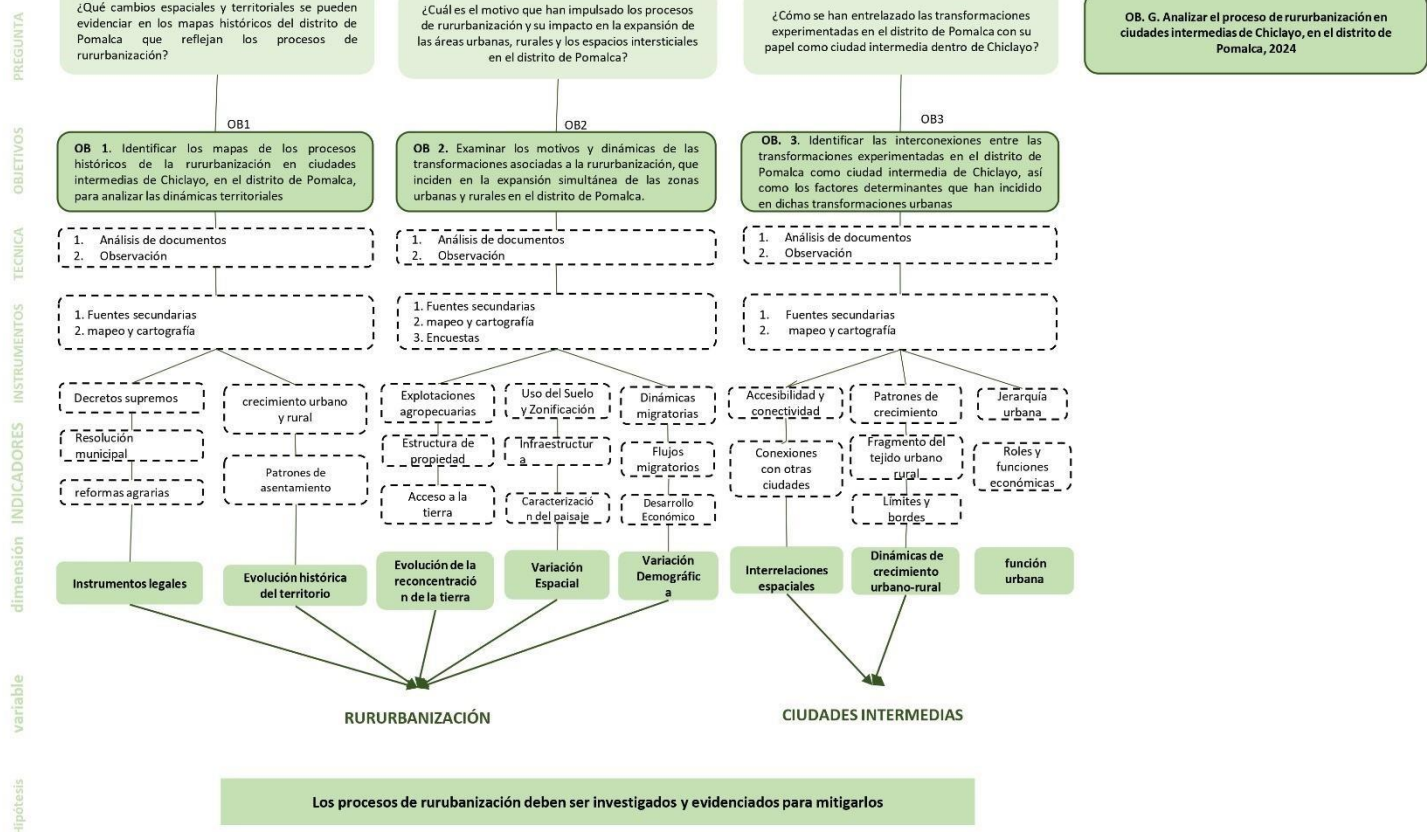 PREGUNTA
¿Qué cambios espaciales y territoriales se pueden
evidenciar en los mapas históricos del distrito de
Pomalca que reflejan los procesos de
rururbanización?
¿Cuál es el motivo que han impulsado los procesos
de rururbanización y su impacto en la expansión de
las áreas urbanas, rurales y los espacios intersticiales
en el distrito de Pomalca?
¿Cómo se han entrelazado las transformaciones
experimentadas en el distrito de Pomalca con su
papel como ciudad intermedia dentro de Chiclayo?
OB. G. Analizar el proceso de rururbanización en
ciudades intermedias de Chiclayo, en el distrito de
Pomalca, 2024
OBJETIVOS
OB1
OB 1. Identificar los mapas de los procesos
históricos de la rururbanización en ciudades
intermedias de Chiclayo, en el distrito de Pomalca,
para analizar las dinámicas territoriales
OB2
OB 2. Examinar los motivos y dinámicas de las
transformaciones asociadas a la rururbanización, que
inciden en la expansión simultánea de las zonas
urbanas y rurales en el distrito de Pomalca.
OB3
OB. 3. Identificar las interconexiones entre las
transformaciones experimentadas en el distrito de
Pomalca como ciudad intermedia de Chiclayo, así
como los factores determinantes que han incidido
en dichas transformaciones urbanas
TECNICA
1. Análisis de documentos
2. Observación
1. Análisis de documentos
2. Observación
1. Análisis de documentos
2. Observación
INSTRUMENTOS
1. Fuentes secundarias
2. mapeo y cartografía
1. Fuentes secundarias
2. mapeo y cartografía
3. Encuestas
1. Fuentes secundarias
2. mapeo y cartografía
INDICADORES
Decretos supremos
Resolución
municipal
reformas agrarias
crecimiento urbano
y rural
Patrones de
asentamiento
Explotaciones
agropecuarias
Estructura de
propiedad
Acceso a la
tierra
Uso del Suelo
y Zonificación
Infraestructur
a
Caracterizació
n del paisaje
Dinámicas
migratorias
Flujos
migratorios
Desarrollo
Económico
Accesibilidad y
conectividad
Conexiones
con otras
ciudades
Patrones de
crecimiento
Fragmento del
tejido urbano
rural
Límites y
bordes
Jerarquía
urbana
Roles y
funciones
económicas
dimensión
Instrumentos legales
Evolución histórica
del territorio
Evolución de la
reconcentració
n de la tierra
Variación
Espacial
Variación
Demográfic
a
Interrelaciones
espaciales
Dinámicas de
crecimiento
urbano-rural
función
urbana
variable
RURURBANIZACIÓN
CIUDADES INTERMEDIAS
Hipótesis
Los procesos de rurubanización deben ser investigados y evidenciados para mitigarlos